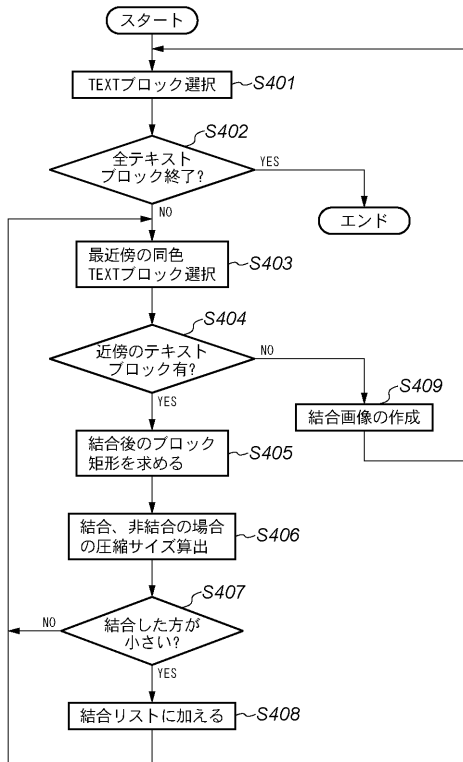 スタート
TEXTブロック選択
S401
S402
全テキスト
ブロック終了?
YES
NO
エンド
最近傍の同色
TEXTブロック選択
S403
S404
近傍のテキスト
ブロック有?
NO
YES
S409
結合画像の作成
結合後のブロック
矩形を求める
S405
結合、非結合の場合
の圧縮サイズ算出
S406
S407
結合した方が
小さい?
NO
YES
結合リストに加える
S408